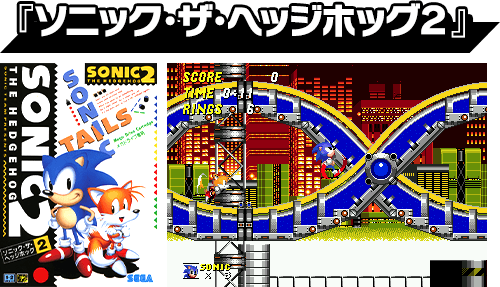 『ソニック・ザ・ヘッジホッグ2』
SONIC 2
THE HEDGEHOG
SONIC
TAILS
SONIC
THE HEDGEHOG
2
ソニック・ザ・
ヘッジホッグ 2
SEGA
SCORE 0
TIME 0:11
RINGS 6
SONIC
× 3